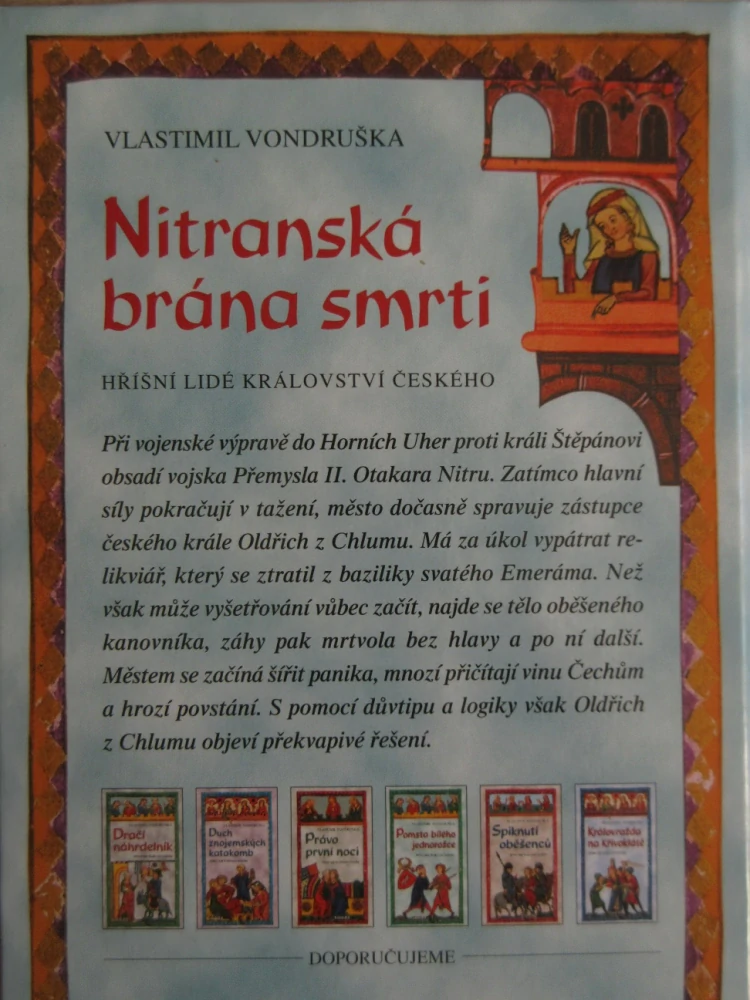 VLASTIMIL VONDRUŠKA
Nitranská
brána smrti
HŘÍŠNÍ LIDÉ KRÁLOVSTVÍ ČESKÉHO
Při vojenské výpravě do Horních Uher proti králi Štěpánovi
obsadí vojska Přemysla II. Otakara Nitru. Zatímco hlavní
síly pokračují v tažení, město dočasně spravuje zástupce
českého krále Oldřich z Chlumu. Má za úkol vypátrat re-
likviář, který se ztratil z baziliky svatého Emeráma. Než
však může vyšetřování vůbec začít, najde se tělo oběšeného
kanovníka, záhy pak mrtvola bez hlavy a po ní další.
Městem se začíná šířit panika, mnozí přičítají vinu Čechům
a hrozí povstání. S pomocí důvtipu a logiky však Oldřich
z Chlumu objeví překvapivé řešení.
Dračí
náhrdelník
Duch
znojemských
katakomb
Právo
první noci
Pomsta bílého
jednorožce
Spiknutí
oběšenců
Královražda
na Křivoklátě
DOPORUČUJEME